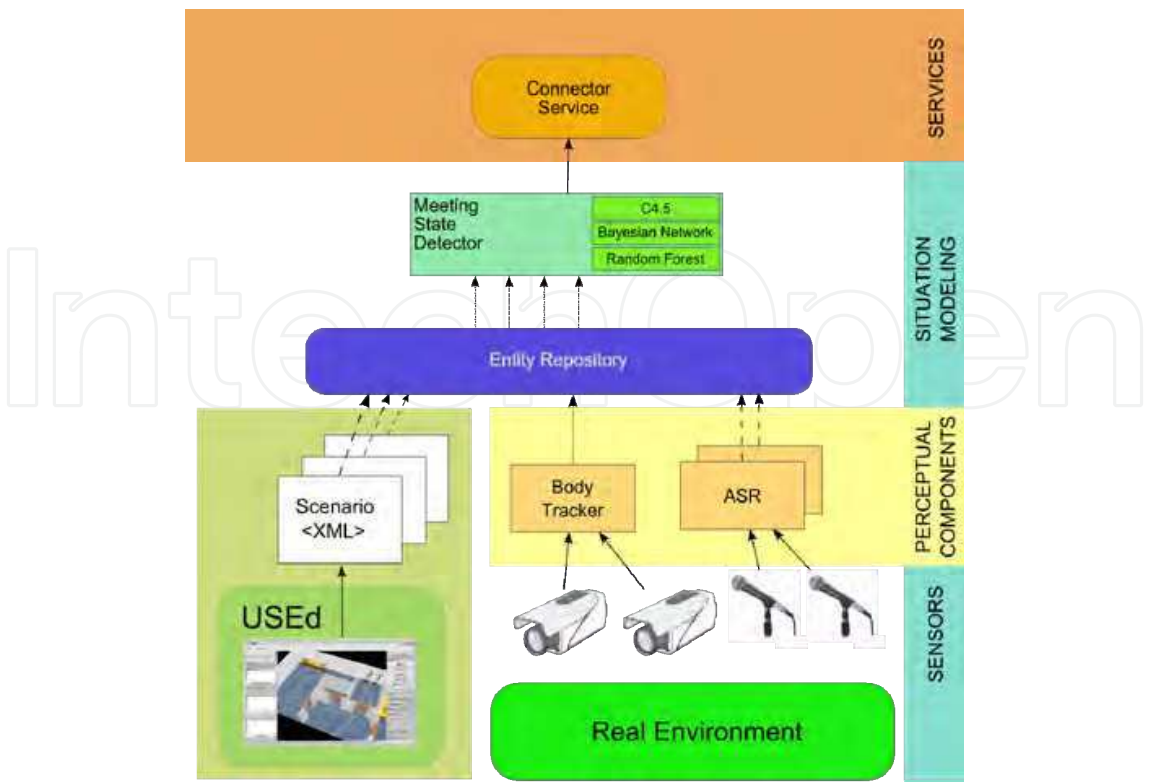 Connector
Service
SERVICES
Meeting
State
Detector
C4.5
Bayesian Network
Random Forest
SITUATION
MODELING
Entity Repository
IntechOpen
Scenario
<XML>
Body
Tracker
ASR
PERCEPTUAL
COMPONENTS
USEd
SENSORS
Real Environment